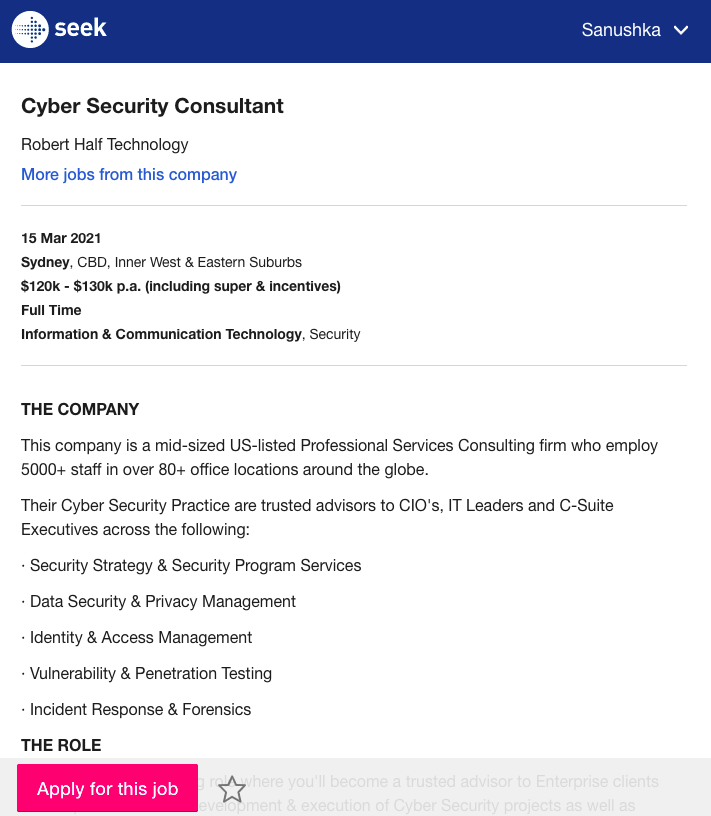 seek
Sanushka
Cyber Security Consultant
Robert Half Technology
More jobs from this company
15 Mar 2021
Sydney, CBD, Inner West & Eastern Suburbs
$120k - $130k p.a. (including super & incentives)
Full Time
Information & Communication Technology, Security
THE COMPANY
This company is a mid-sized US-listed Professional Services Consulting firm who employ
5000+ staff in over 80+ office locations around the globe.
Their Cyber Security Practice are trusted advisors to CIO's, IT Leaders and C-Suite
Executives across the following:
· Security Strategy & Security Program Services
· Data Security & Privacy Management
· Identity & Access Management
· Vulnerability & Penetration Testing
· Incident Response & Forensics
THE ROLE
where you'll become a trusted advisor to Enterprise clients
Apply for this job
& execution of Cyber Security projects as well as